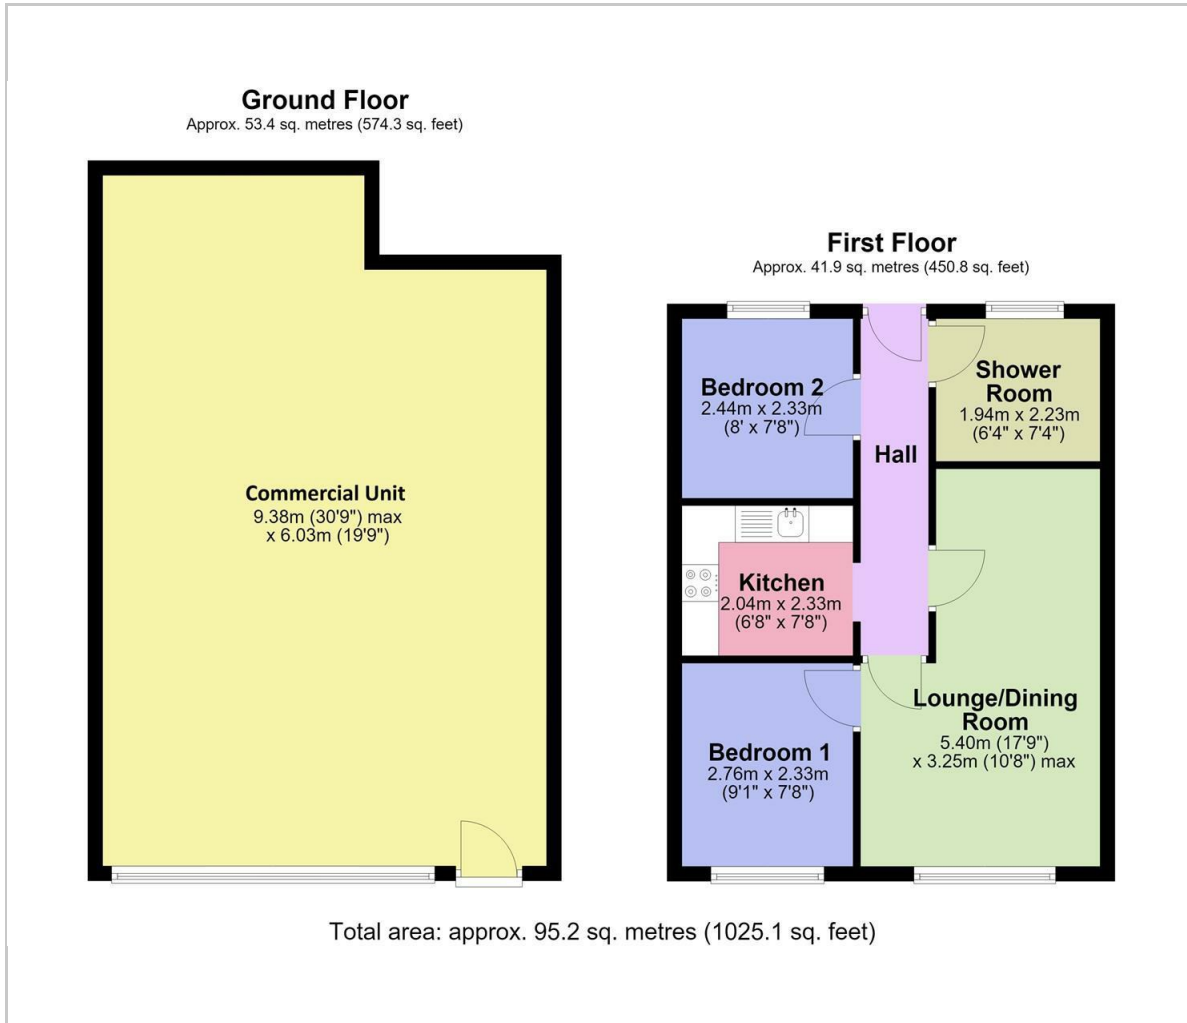 Ground Floor
Approx. 53.4 sq. metres (574.3 sq. feet)
Commercial Unit
9.38m (30'9") max
x 6.03m (19'9")
First Floor
Approx. 41.9 sq. metres (450.8 sq. feet)
Bedroom 2
2.44m x 2.33m
(8' x 7'8")
Shower
Room
1.94m x 2.23m
(6'4" x 7'4")
Hall
Kitchen
2.04m x 2.33m
(6'8" x 7'8")
Bedroom 1
2.76m x 2.33m
(9'1" x 7'8")
Lounge/Dining
Room
5.40m (17'9")
x 3.25m (10'8") max
Total area: approx. 95.2 sq. metres (1025.1 sq. feet)